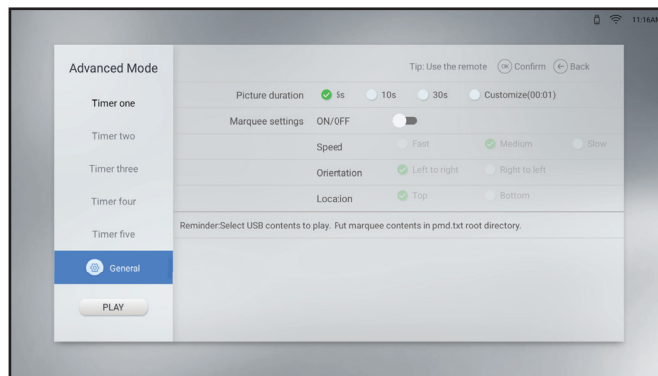 11:16AM
Advanced Mode
Tip: Use the remote OK Confirm Back
Timer one
Timer two
Timer three
Timer four
Timer five
General
PLAY
Picture duration 5s 10s 30s Customize(00:01)
Marquee settings ON/OFF
Speed Fast Medium Slow
Orientation Left to right Right to left
Location Top Bottom
Reminder:Select USB contents to play. Put marquee contents in pmd.txt root directory.